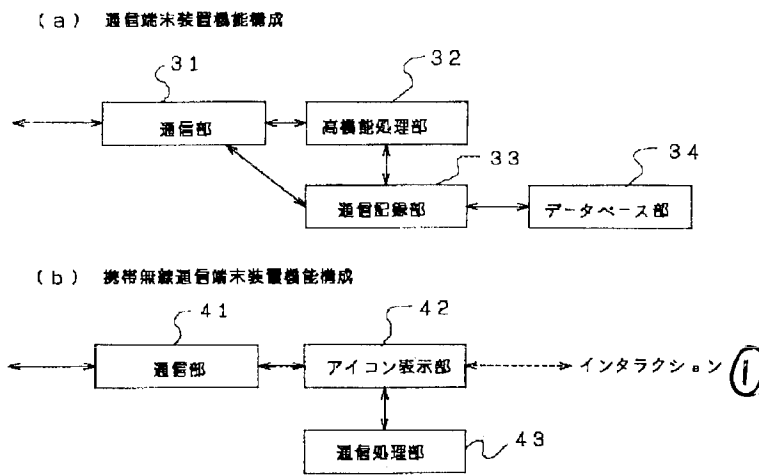 (a) 通信端末装置機能構成
31
32
通信部
高機能処理部
33
34
通信記録部
データベース部
(b) 携帯無線通信端末装置機能構成
41
42
通信部
アイコン表示部
インタラクション
①
通信処理部
43